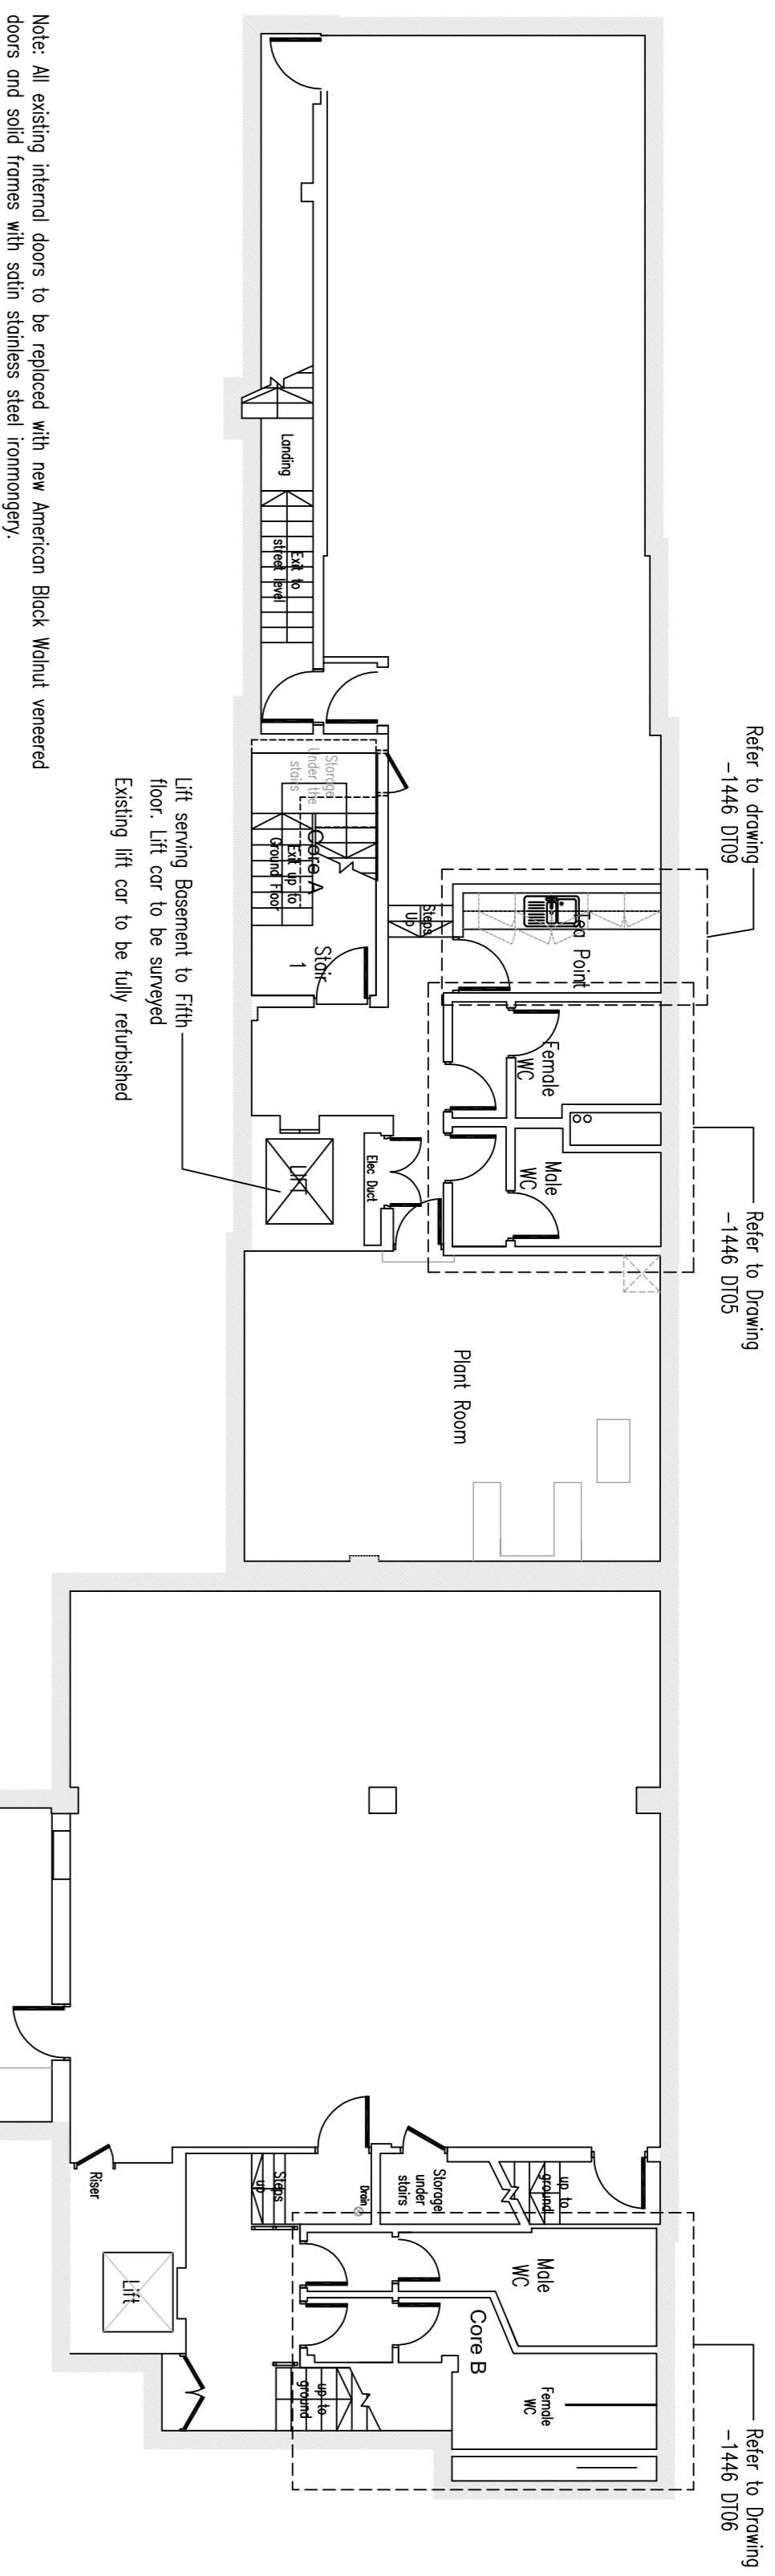 Refer to drawing
-1446 DT09
Refer to Drawing
-1446 DT05
Refer to Drawing
-1446 DT06
Tea Point
Steps
Up
Female
WC
Male
WC
Landing
Exit to
street level
Storage
Under the
stairs
Core A
Exit up to
Ground Floor
Stair
1
Elec Duct
Lift
Plant Room
Lift serving Basement to Fifth
floor. Lift car to be surveyed
Existing lift car to be fully refurbished
up to
ground
Storage
under
stairs
Drain
Steps
up
Riser
Lift
Male
WC
Core B
Female
WC
up to
ground
Note: All existing internal doors to be replaced with new American Black Walnut veneered
doors and solid frames with satin stainless steel ironmongery.